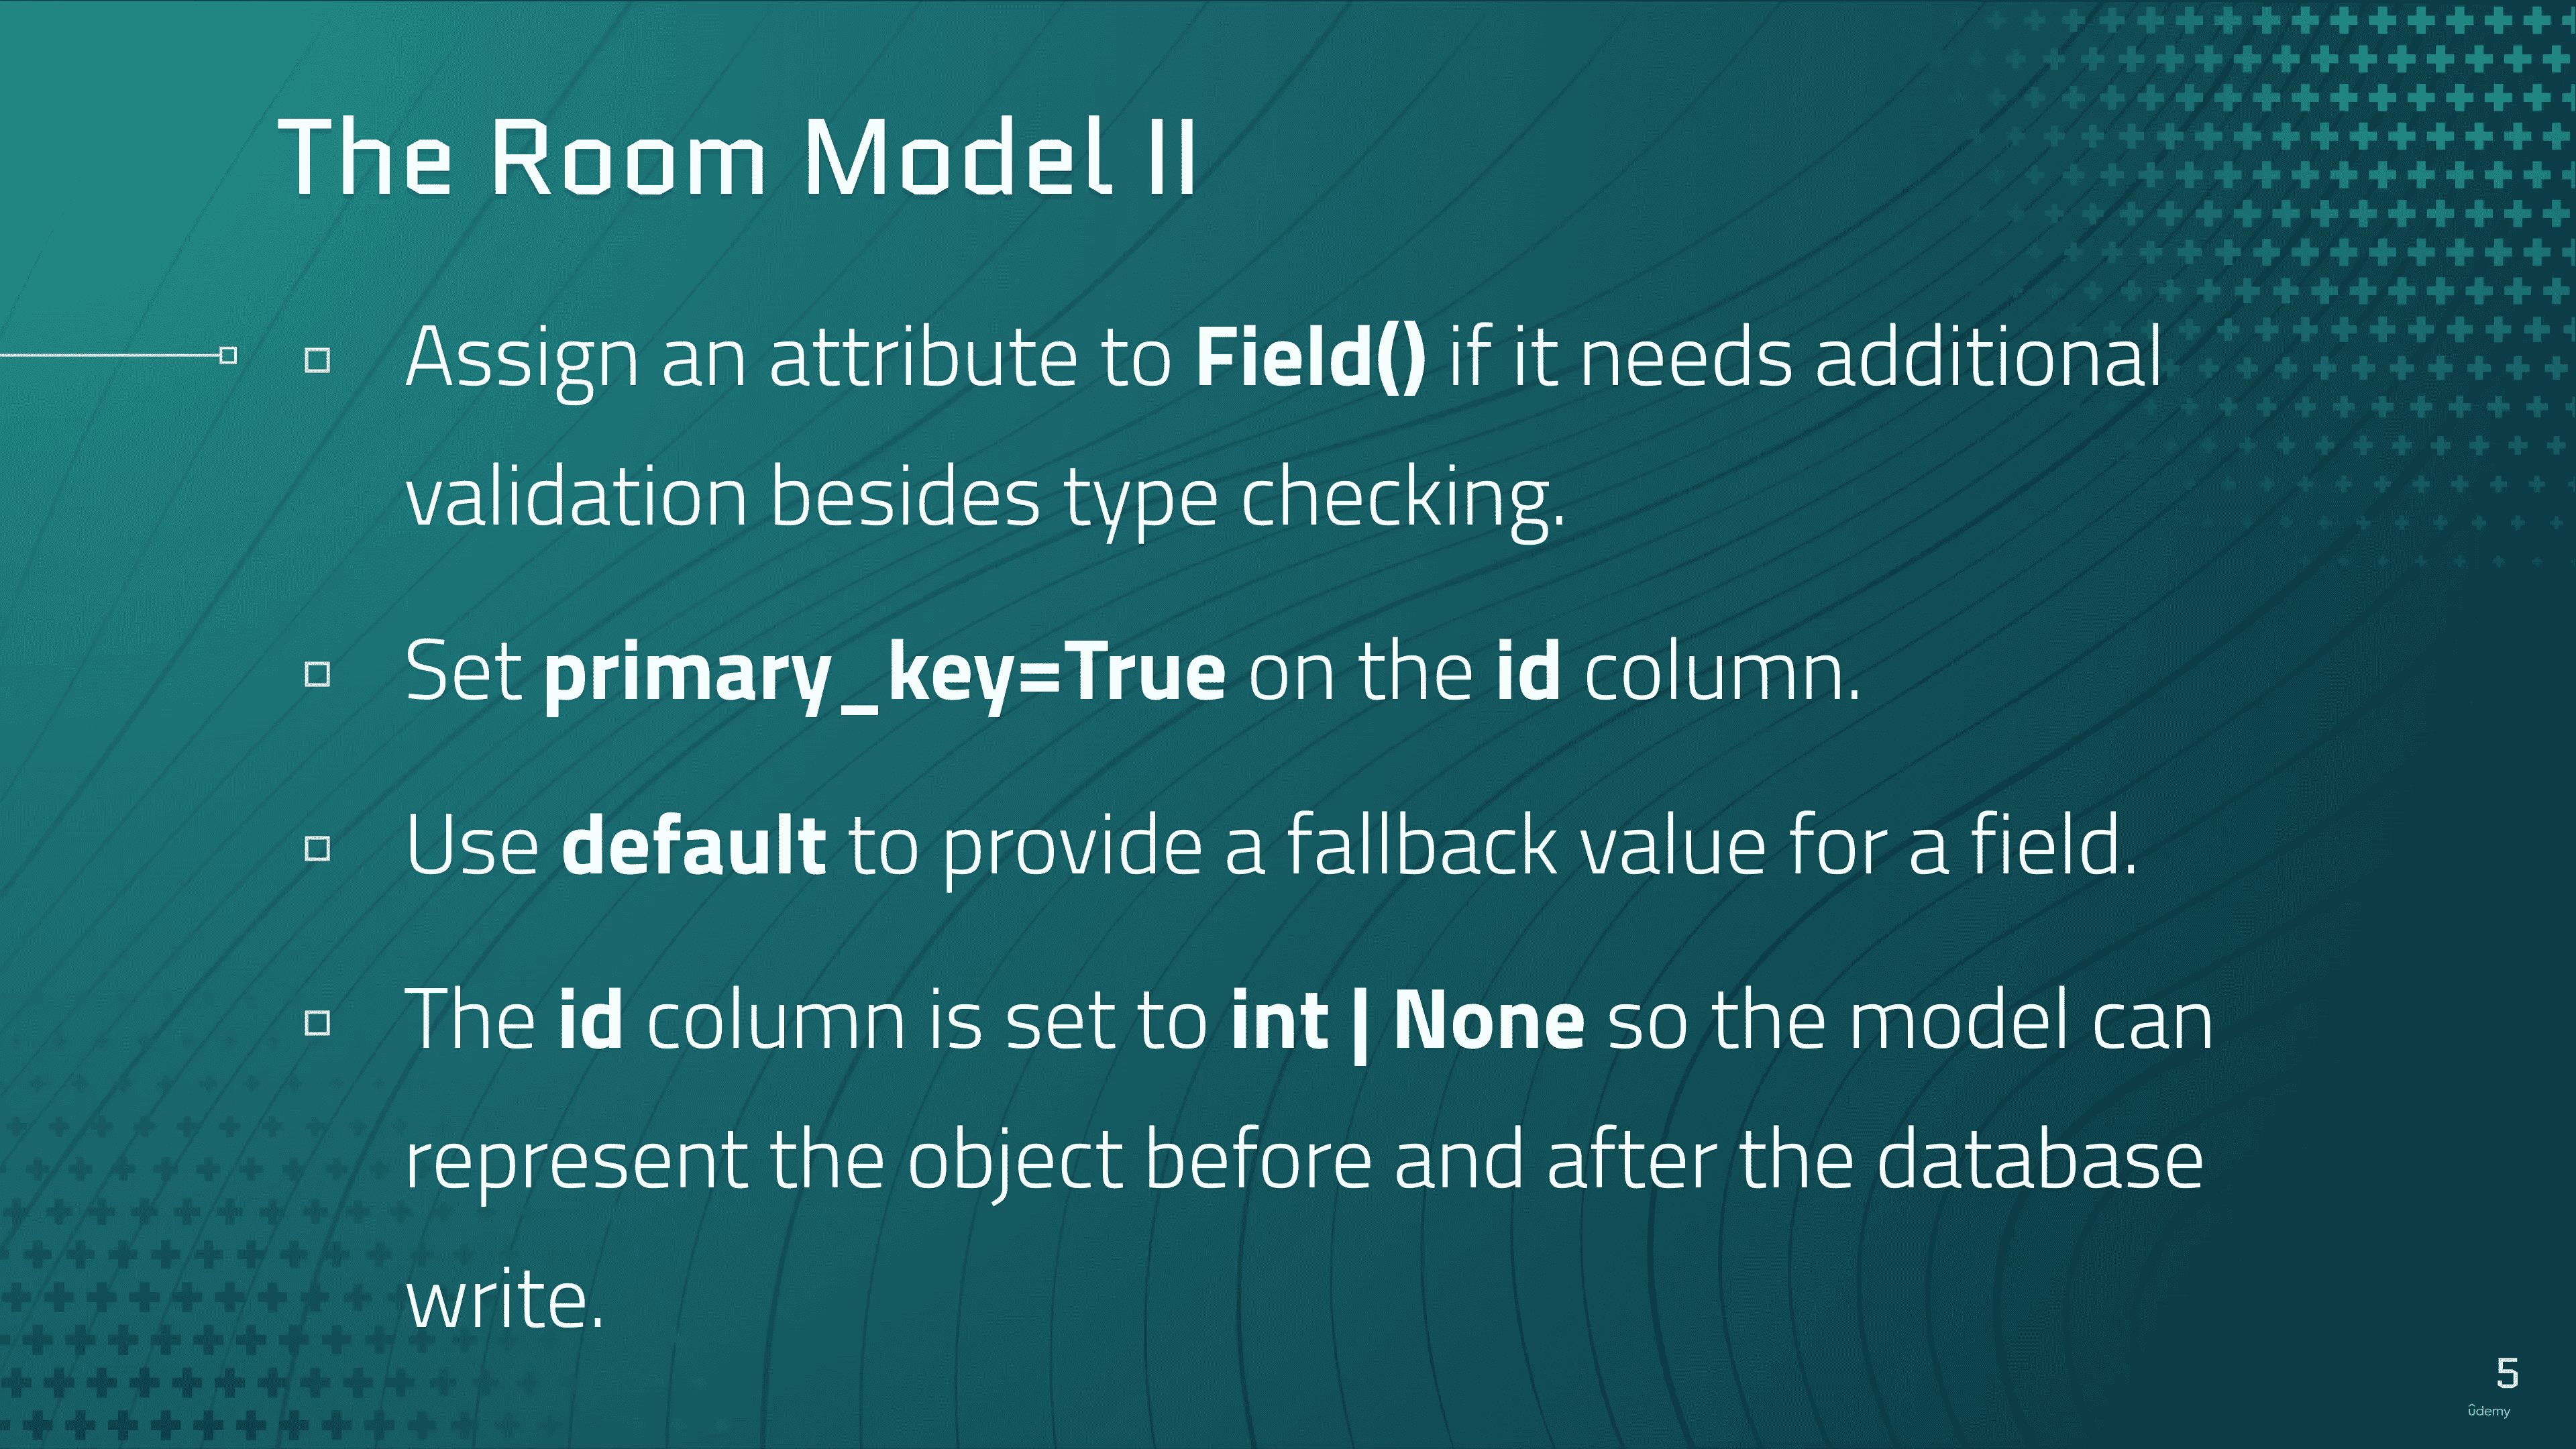 The Room Model II
Assign an attribute to Field() if it needs additional
validation besides type checking.
Set primary_key=True on the id column.
Use default to provide a fallback value for a field.
The id column is set to int | None so the model can
represent the object before and after the database
write.
5
ûdemy